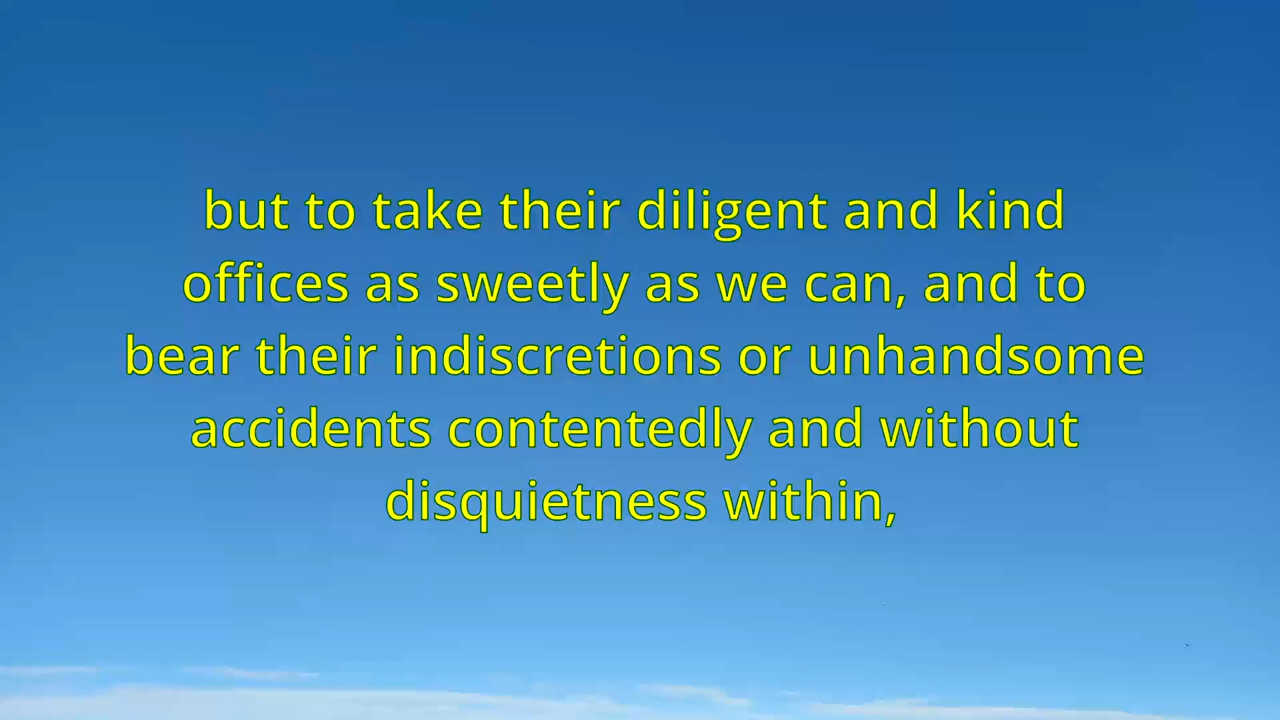 but to take their diligent and kind
offices as sweetly as we can, and to
bear their indiscretions or unhandsome
accidents contentedly and without
disquietness within,